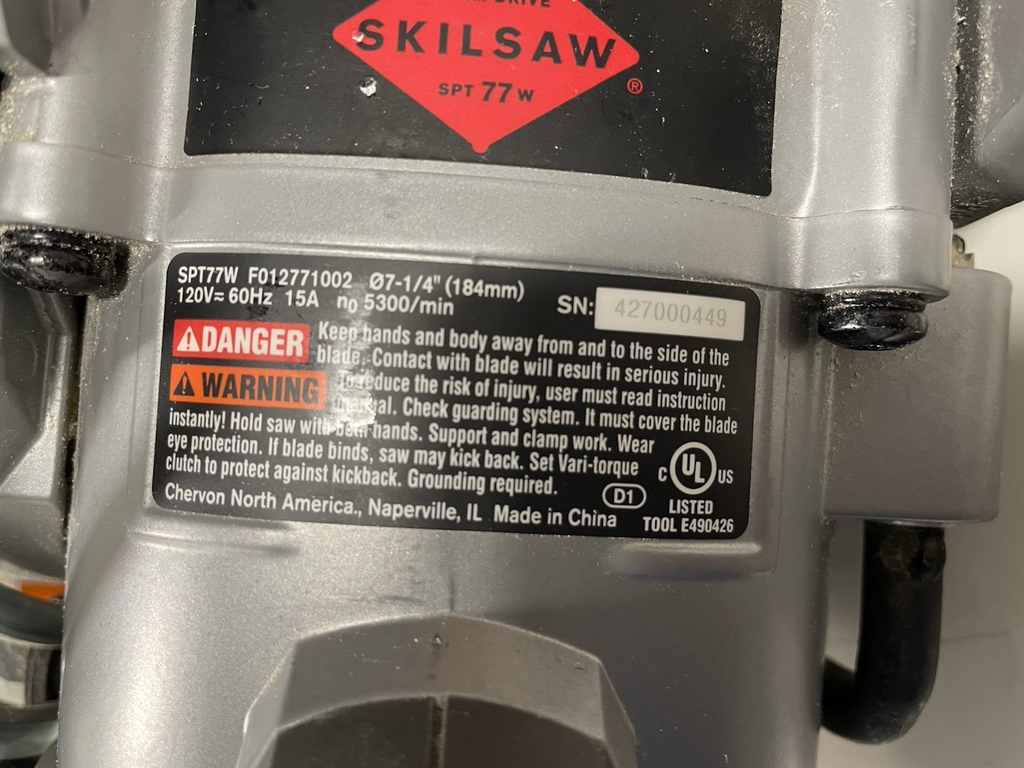 DRIVE
SKILSAW
SPT 77 W ®
SPT77W F012771002 Ø7-1/4" (184mm)
120V≂ 60Hz 15A n₀ 5300/min
SN: 427000449
⚠DANGER Keep hands and body away from and to the side of the
blade. Contact with blade will result in serious injury.
⚠WARNING To reduce the risk of injury, user must read instruction
manual. Check guarding system. It must cover the blade
instantly! Hold saw with both hands. Support and clamp work. Wear
eye protection. If blade binds, saw may kick back. Set Vari-torque
clutch to protect against kickback. Grounding required.
C UL US
LISTED
TOOL E490426
D1
Chervon North America., Naperville, IL Made in China